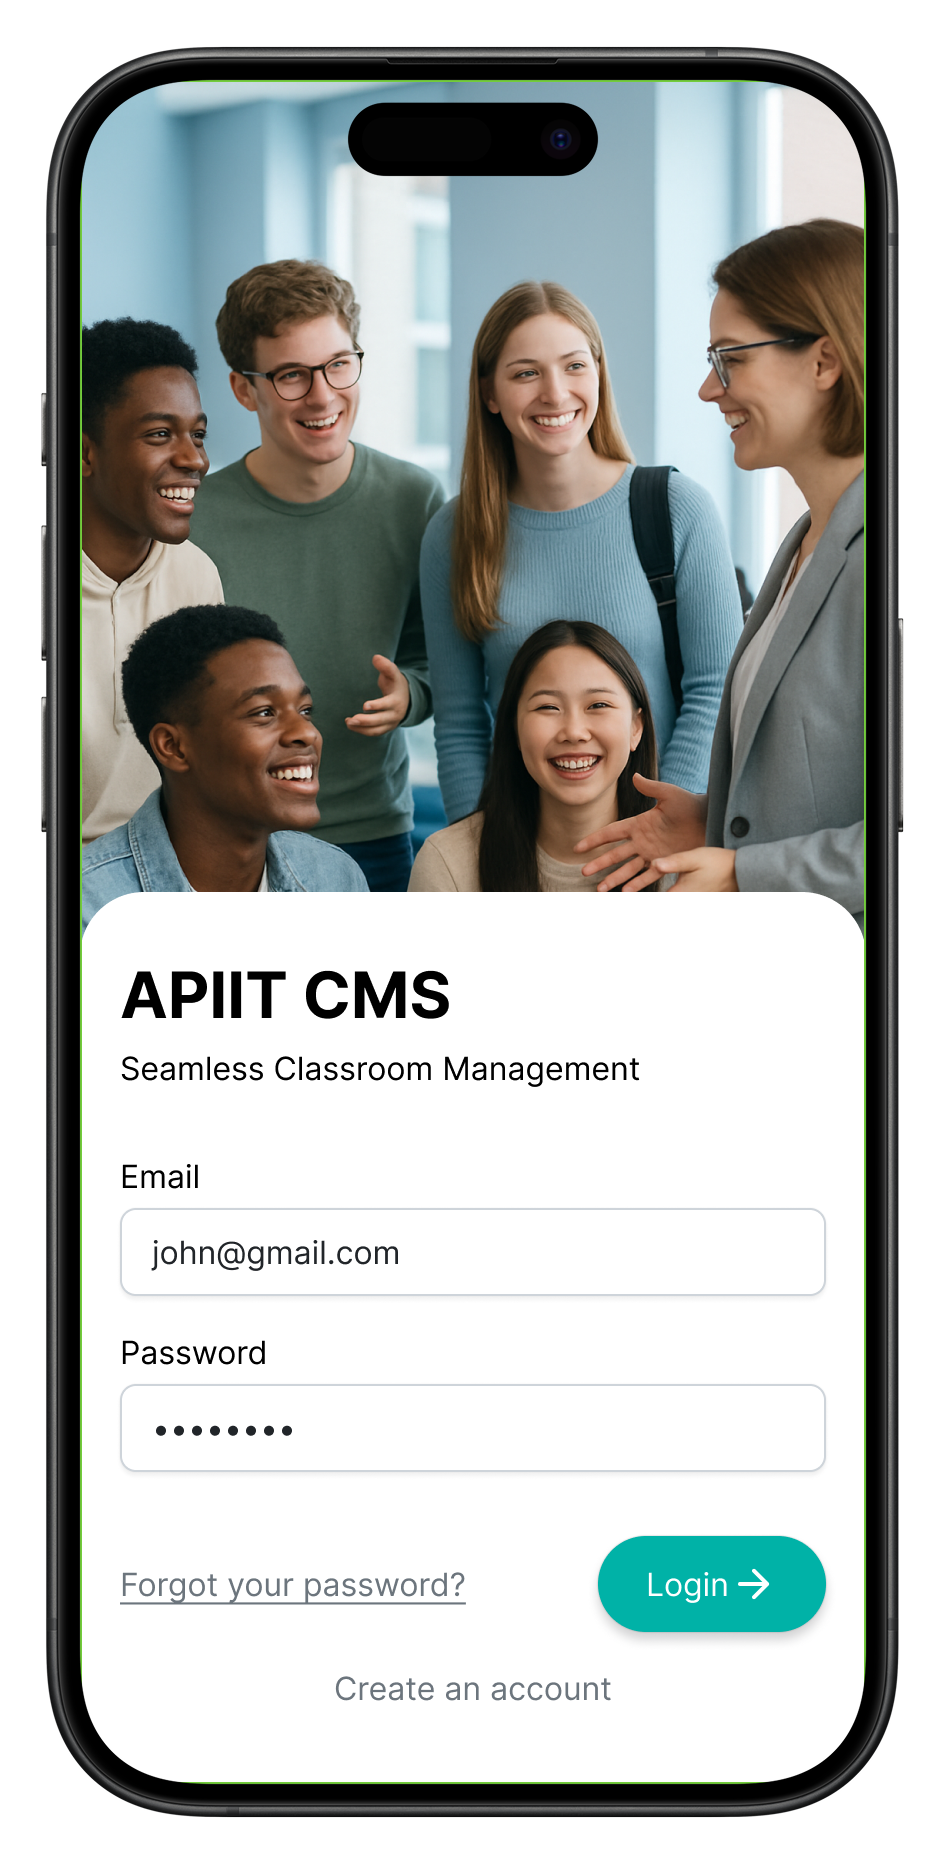 APIIT CMS
Seamless Classroom Management
Email
john@gmail.com
Password
••••••••
Forgot your password?
Login →
Create an account